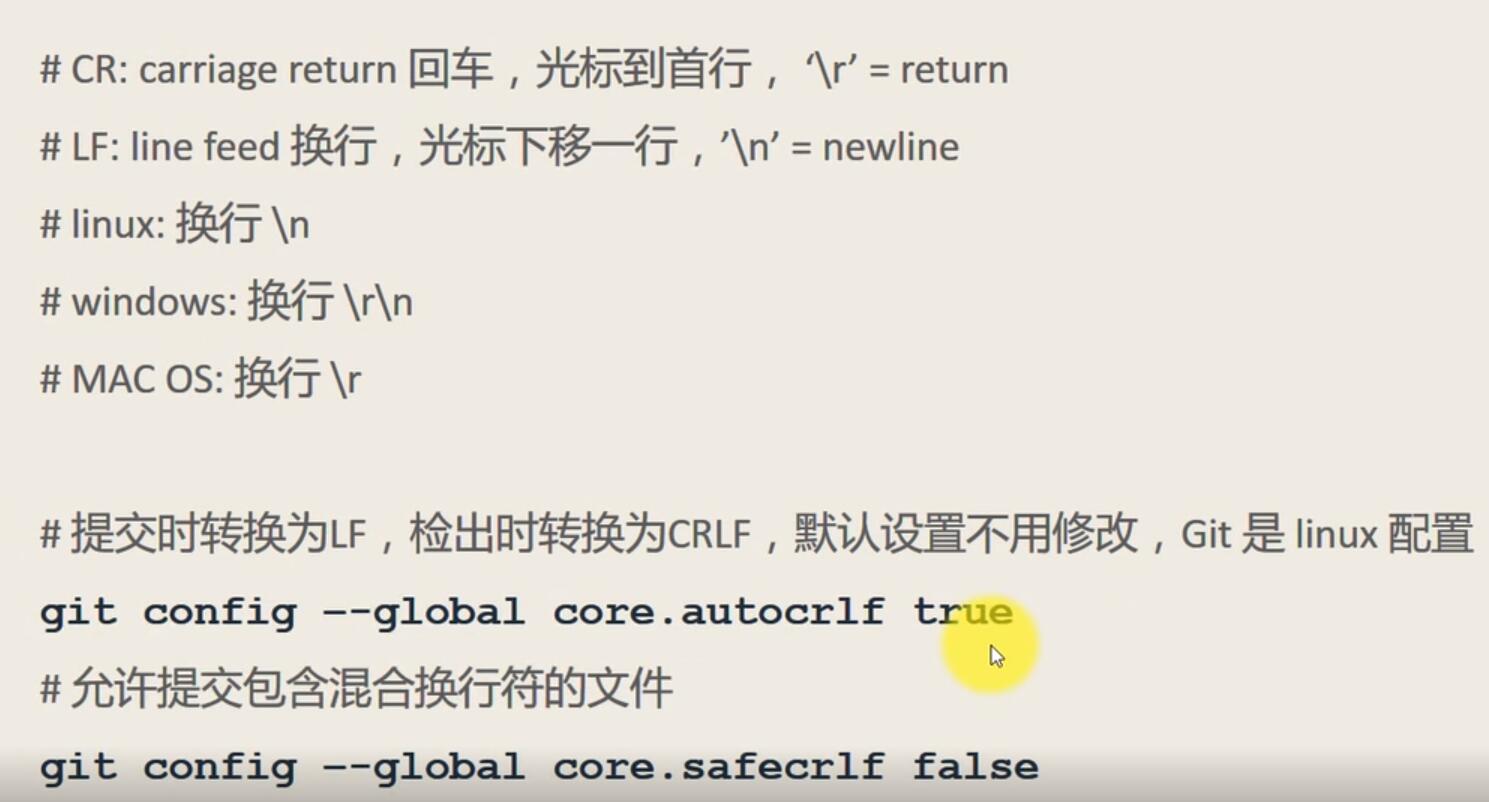 # CR: carriage return 回车，光标到首行， ‘\r’ = return
# LF: line feed 换行，光标下移一行，’\n’ = newline
# linux: 换行 \n
# windows: 换行 \r\n
# MAC OS: 换行 \r
# 提交时转换为LF，检出时转换为CRLF，默认设置不用修改，Git 是 linux 配置
git config –-global core.autocrlf true
# 允许提交包含混合换行符的文件
git config –-global core.safecrlf false